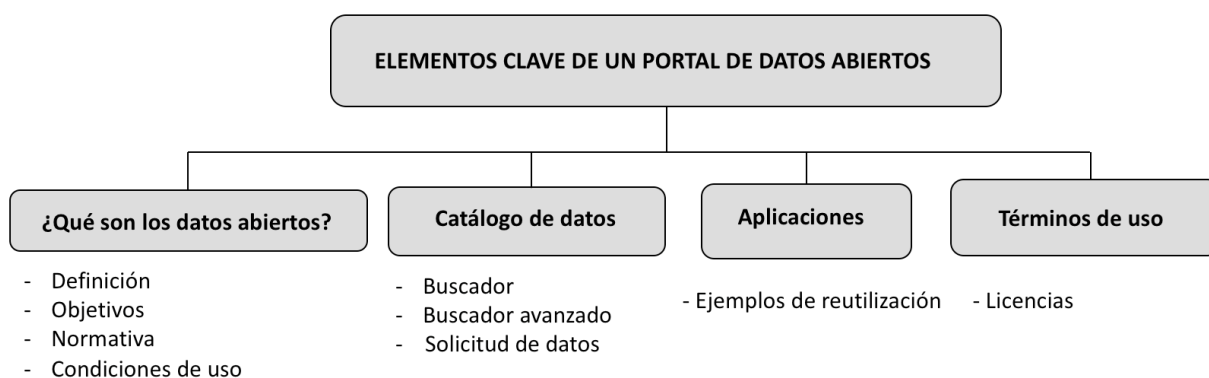 ELEMENTOS CLAVE DE UN PORTAL DE DATOS ABIERTOS
¿Qué son los datos abiertos?
- Definición
- Objetivos
- Normativa
- Condiciones de uso
Catálogo de datos
- Buscador
- Buscador avanzado
- Solicitud de datos
Aplicaciones
- Ejemplos de reutilización
Términos de uso
- Licencias